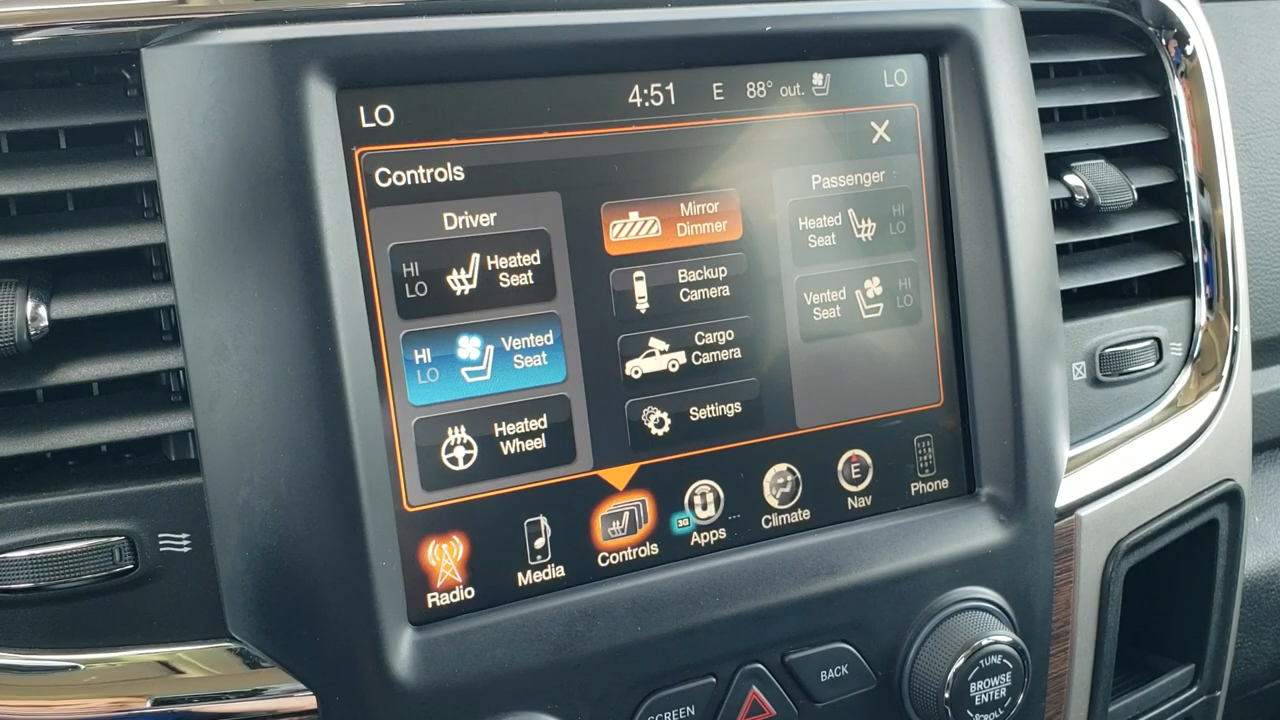 LO
4:51
E
88° out.
LO
Controls
Driver
HI
LO
Heated
Seat
HI
LO
Vented
Seat
Heated
Wheel
Mirror
Dimmer
Backup
Camera
Cargo
Camera
Settings
Passenger
Heated
Seat
HI
LO
Vented
Seat
HI
LO
Radio
Media
Controls
3G
Apps
Climate
E
Nav
Phone
SCREEN
BACK
TUNE
BROWSE
ENTER
SCROLL